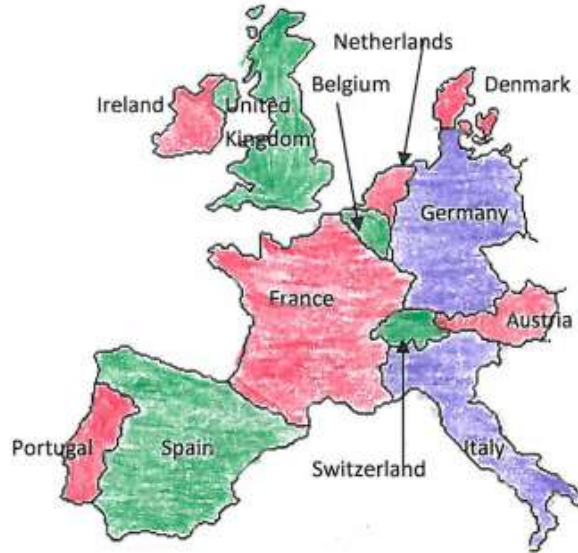 Netherlands
Belgium
Denmark
Ireland
United
Kingdom
Germany
France
Austria
Portugal
Spain
Switzerland
Italy